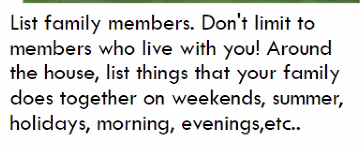 List family members. Don't limit to
members who live with you! Around
the house, list things that your family
does together on weekends, summer,
holidays, morning, evenings,etc..